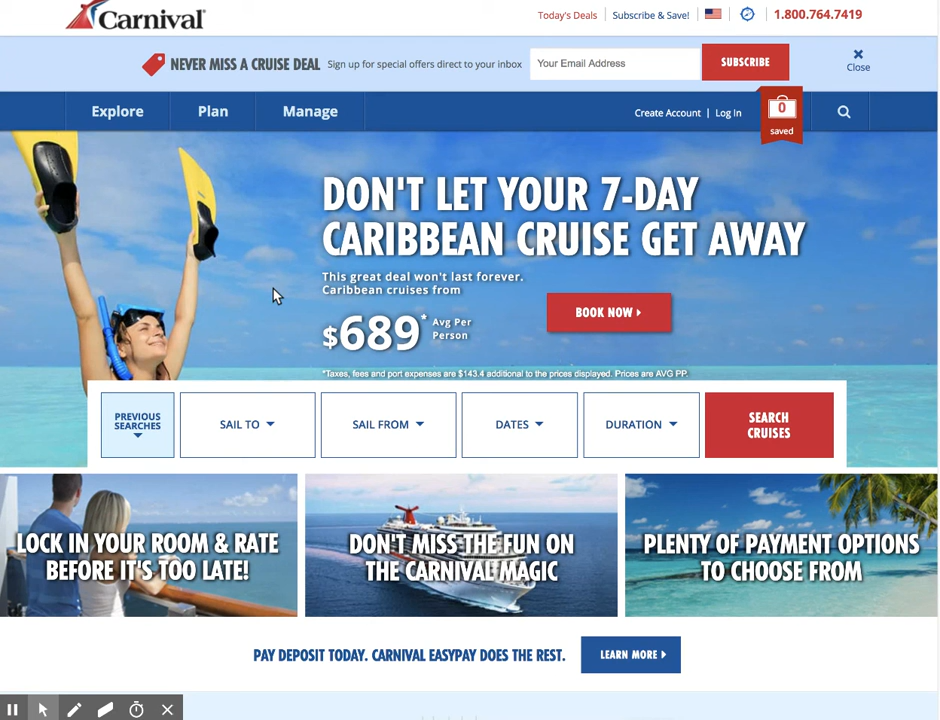 Carnival
Today's Deals
Subscribe & Save!
1.800.764.7419
NEVER MISS A CRUISE DEAL Sign up for special offers direct to your inbox
Your Email Address
SUBSCRIBE
Close
Explore
Plan
Manage
Create Account | Log In
0
saved
DON'T LET YOUR 7-DAY
CARIBBEAN CRUISE GET AWAY
This great deal won't last forever.
Caribbean cruises from
$689* Avg Per
Person
BOOK NOW
*Taxes, fees and port expenses are $143.4 additional to the prices displayed. Prices are AVG PP.
PREVIOUS
SEARCHES
SAIL TO
SAIL FROM
DATES
DURATION
SEARCH
CRUISES
LOCK IN YOUR ROOM & RATE
BEFORE IT'S TOO LATE!
DON'T MISS THE FUN ON
THE CARNIVAL MAGIC
PLENTY OF PAYMENT OPTIONS
TO CHOOSE FROM
PAY DEPOSIT TODAY. CARNIVAL EASYPAY DOES THE REST.
LEARN MORE